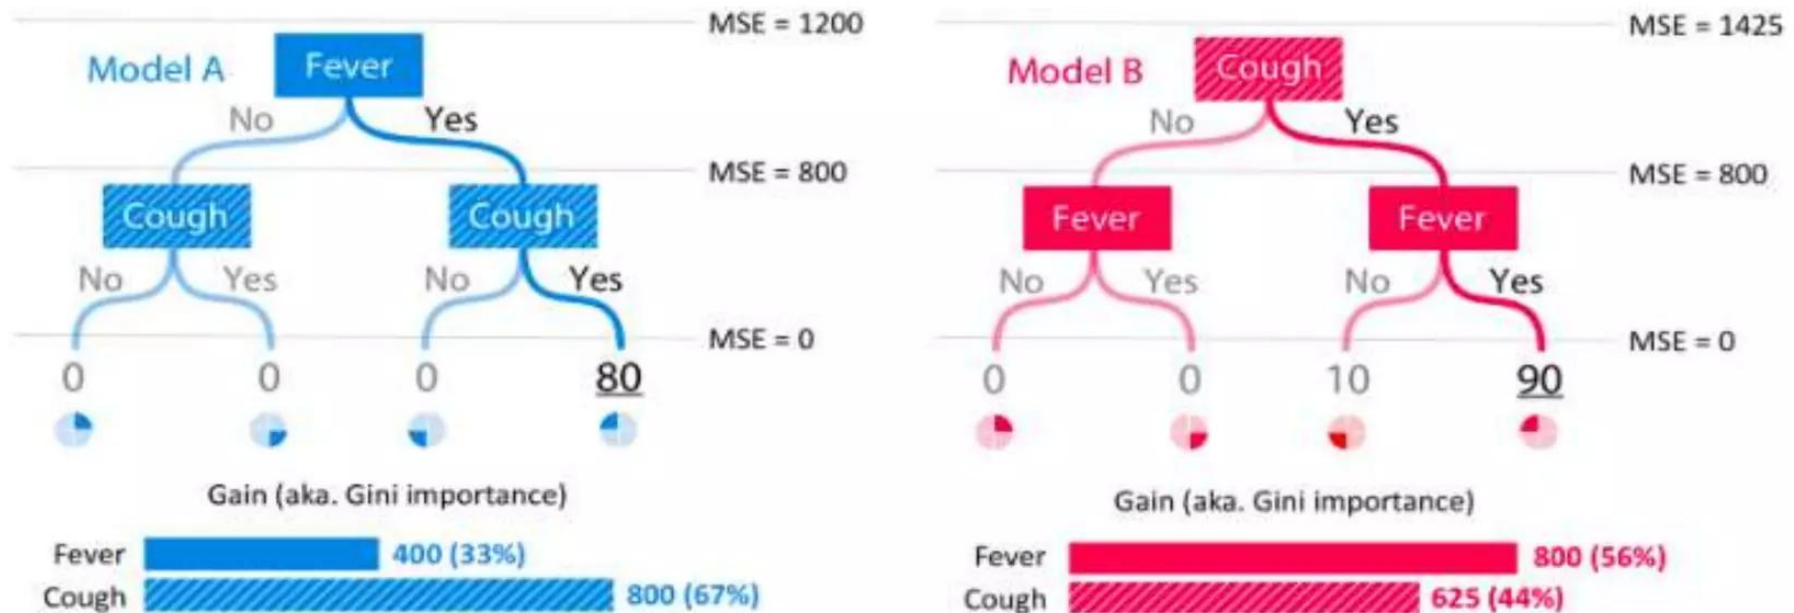 MSE = 1200
Model A
Fever
No
Yes
MSE = 800
Cough
Cough
No
Yes
No
Yes
MSE = 0
0
0
0
80
Gain (aka. Gini importance)
Fever
400 (33%)
Cough
800 (67%)
MSE = 1425
Model B
Cough
No
Yes
MSE = 800
Fever
Fever
No
Yes
No
Yes
MSE = 0
0
0
10
90
Gain (aka. Gini importance)
Fever
800 (56%)
Cough
625 (44%)